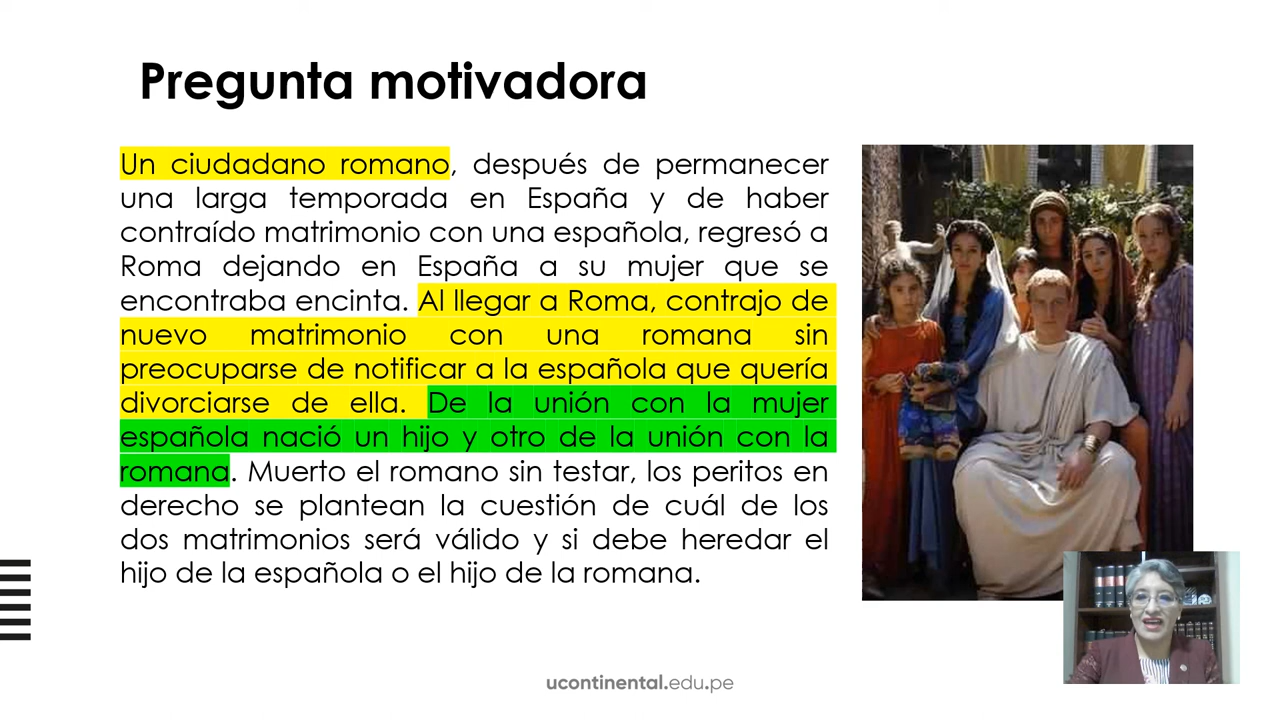 Pregunta motivadora
Un ciudadano romano, después de permanecer
una larga temporada en España y de haber
contraído matrimonio con una española, regresó a
Roma dejando en España a su mujer que se
encontraba encinta. Al llegar a Roma, contrajo de
nuevo matrimonio con una romana sin
preocuparse de notificar a la española que quería
divorciarse de ella. De la unión con la mujer
española nació un hijo y otro de la unión con la
romana. Muerto el romano sin testar, los peritos en
derecho se plantean la cuestión de cuál de los
dos matrimonios será válido y si debe heredar el
hijo de la española o el hijo de la romana.
ucontinental.edu.pe